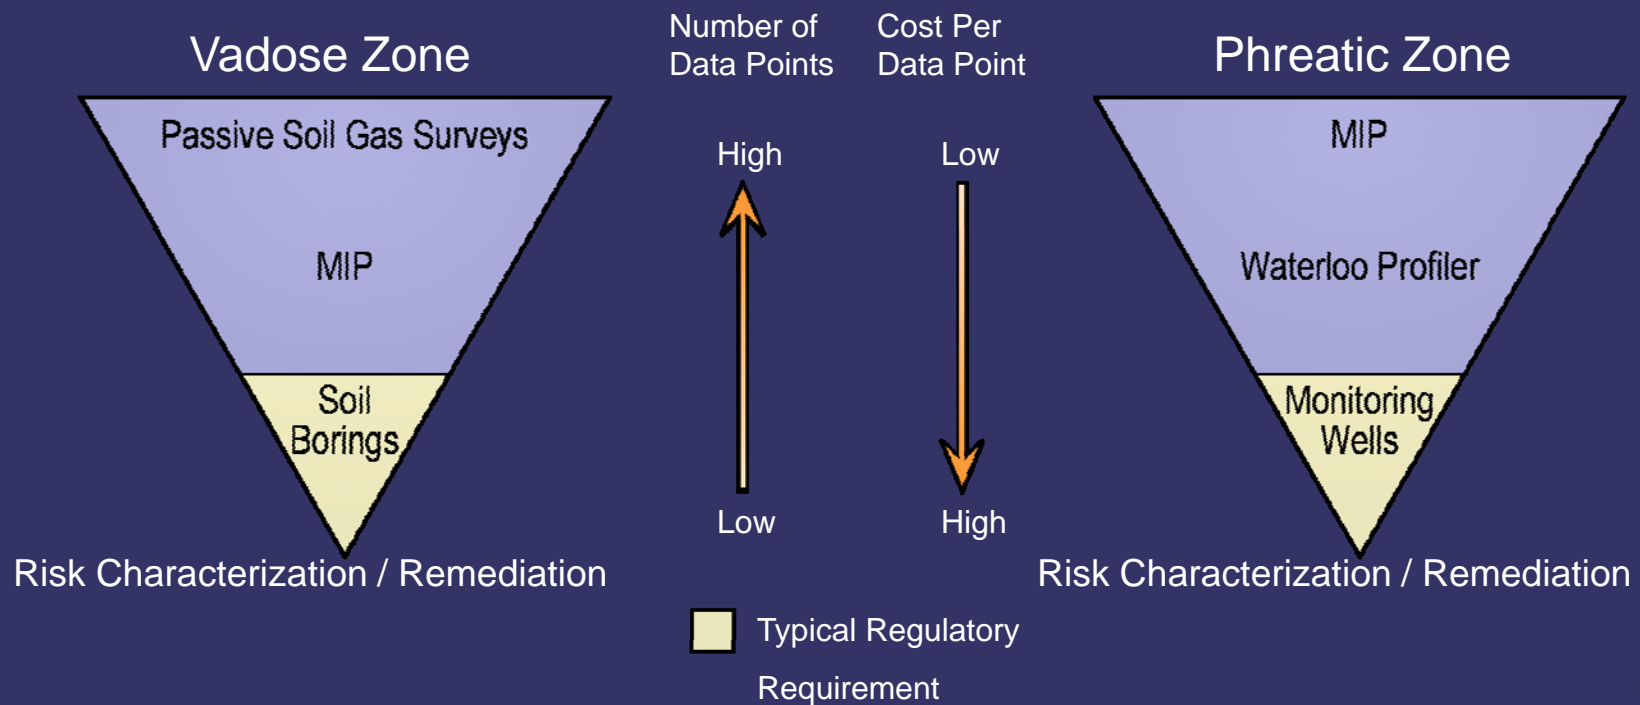 Vadose Zone
Passive Soil Gas Surveys
MIP
Soil
Borings
Risk Characterization / Remediation
Number of
Data Points
High
Low
Cost Per
Data Point
Low
High
Phreatic Zone
MIP
Waterloo Profiler
Monitoring
Wells
Risk Characterization / Remediation
Typical Regulatory
Requirement